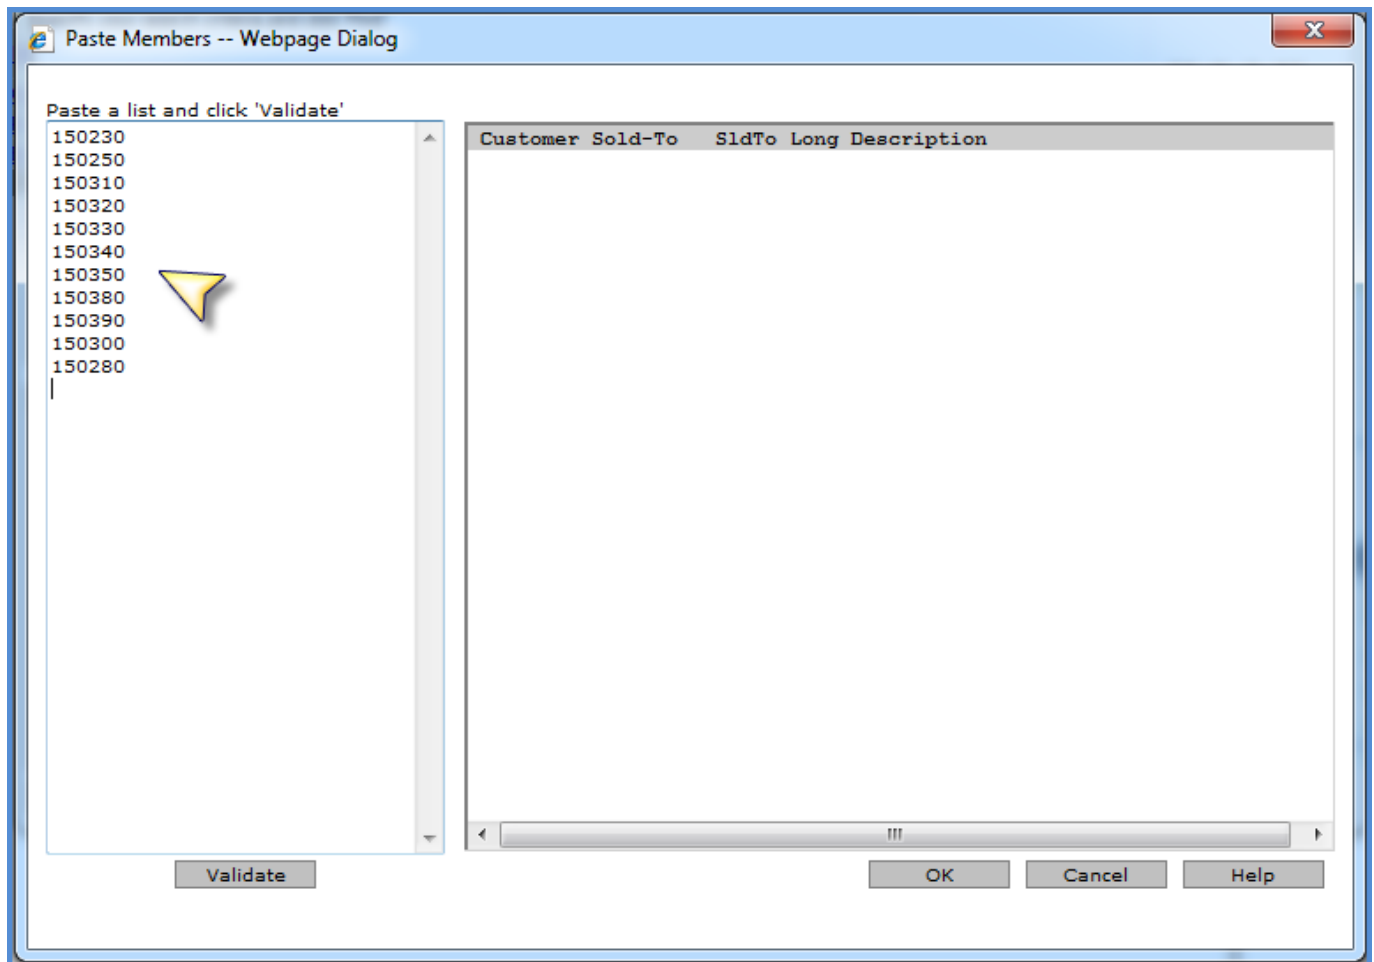 Paste Members -- Webpage Dialog
Paste a list and click 'Validate'
150230
150250
150310
150320
150330
150340
150350
150380
150390
150300
150280
Customer Sold-To SldTo Long Description
Validate
OK Cancel Help